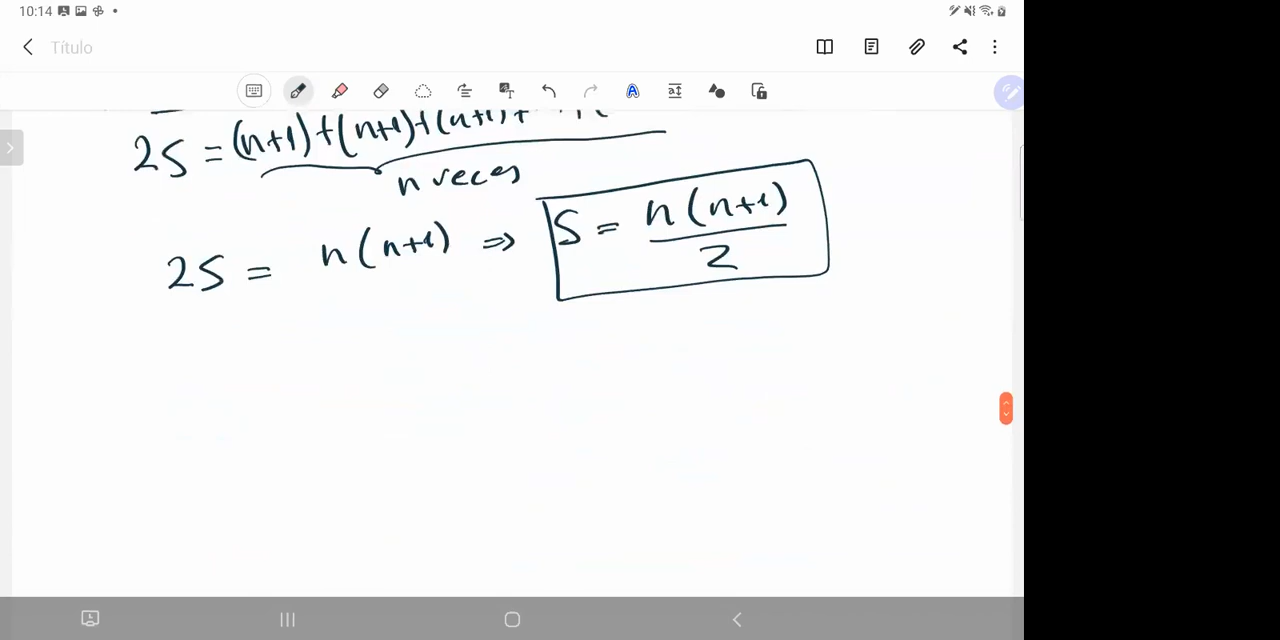 10:14
Título
2S = (n+1)+(n+1)+(n+1)+
n veces
2S = n(n+1) ⇒ S = n(n+1)/2